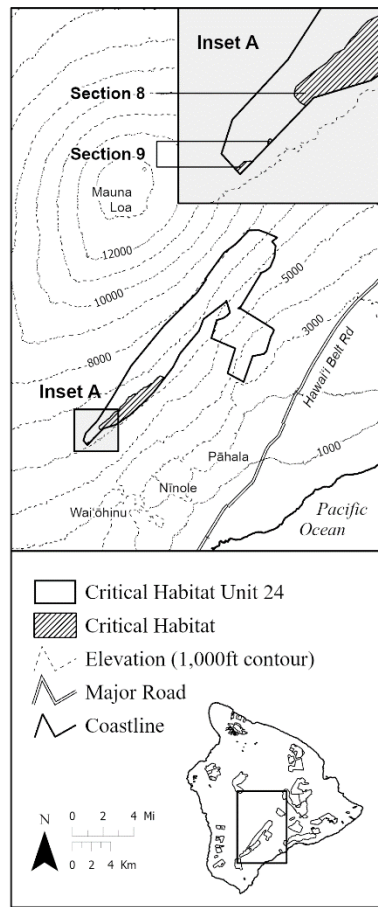 Inset A
Section 8
Section 9
Mauna
Loa
12000
10000
8000
5000
3000
1000
Hawai'i Belt Rd
Inset A
Pāhala
Nīnole
Wai'ōhinu
Pacific
Ocean
Critical Habitat Unit 24
Critical Habitat
Elevation (1,000ft contour)
Major Road
Coastline
N
0 2 4 Mi
0 2 4 Km